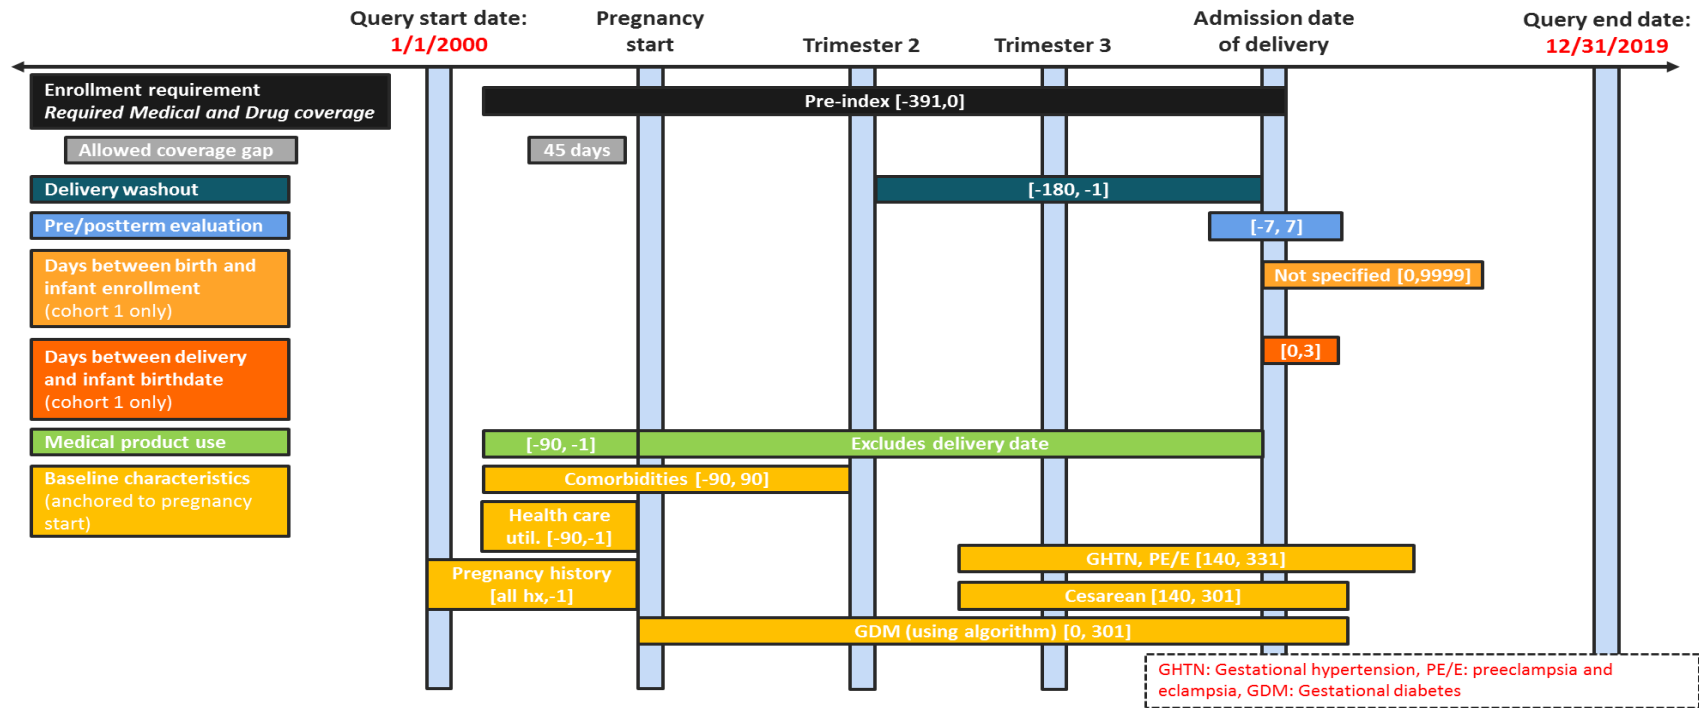 Query start date:
1/1/2000
Pregnancy
start
Trimester 2
Trimester 3
Admission date
of delivery
Query end date:
12/31/2019
Enrollment requirement
Required Medical and Drug coverage
Pre-index [-391,0]
Allowed coverage gap
45 days
Delivery washout
[-180, -1]
Pre/postterm evaluation
[-7, 7]
Days between birth and
infant enrollment
(cohort 1 only)
Not specified [0,9999]
Days between delivery
and infant birthdate
(cohort 1 only)
[0,3]
Medical product use
[-90, -1]
Excludes delivery date
Baseline characteristics
(anchored to pregnancy
start)
Comorbidities [-90, 90]
Health care
util. [-90,-1]
Pregnancy history
[all hx,-1]
GHTN, PE/E [140, 331]
Cesarean [140, 301]
GDM (using algorithm) [0, 301]
GHTN: Gestational hypertension, PE/E: preeclampsia and
eclampsia, GDM: Gestational diabetes